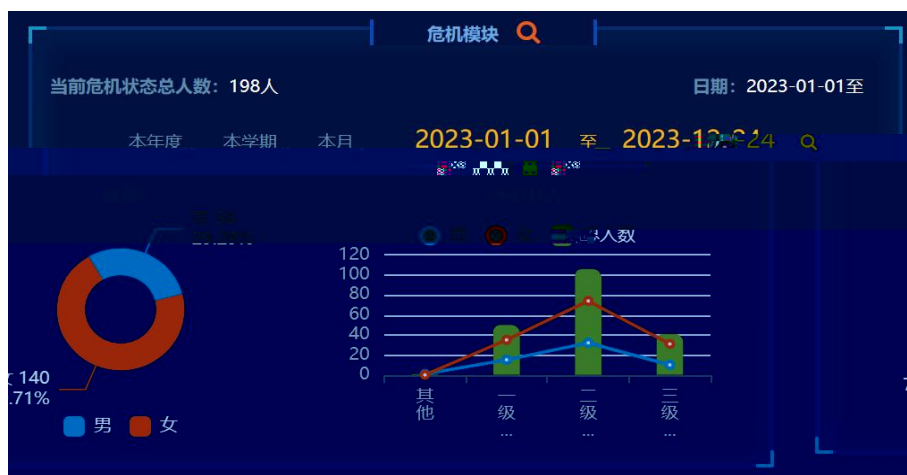 危机模块
当前危机状态总人数：198人
日期：2023-01-01至
本年度 本学期 本月 2023-01-01 至
总人数
120
100
80
60
40
20
0
女 140
.71%
男 女
其他
一级...
二级...
三级...